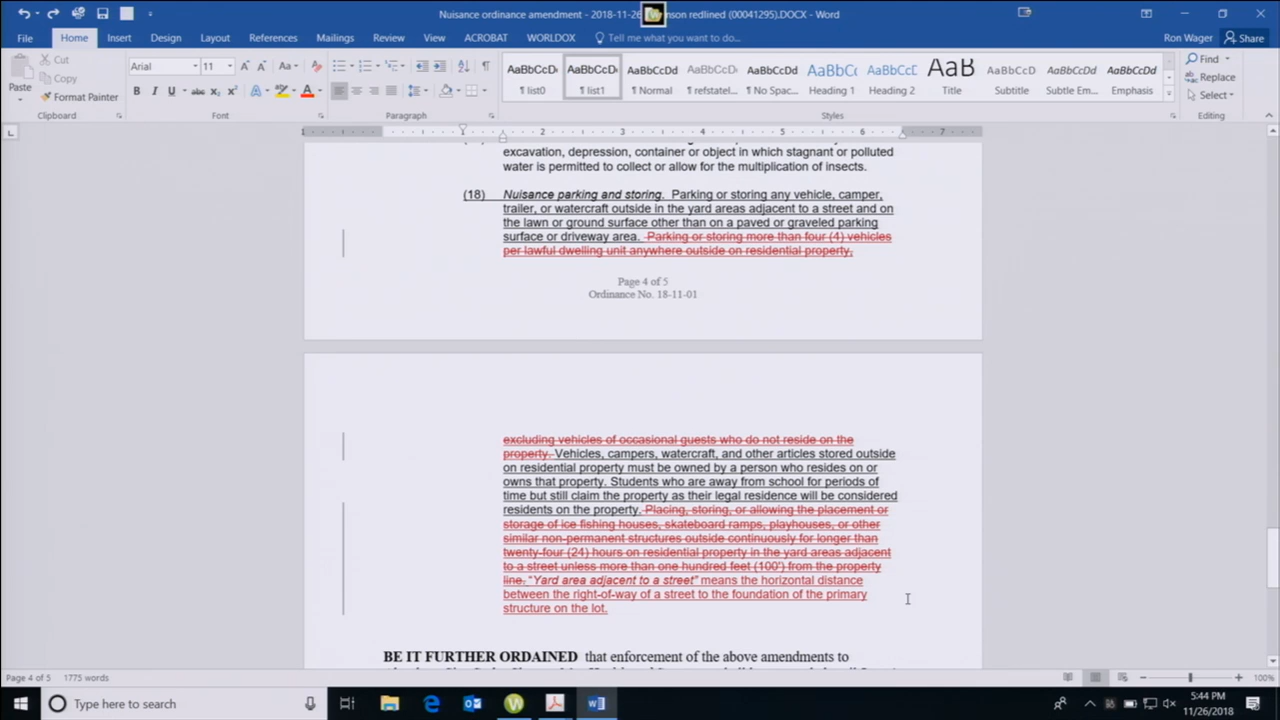 Nuisance ordinance amendment - 2018-11-26 nson redlined (00041295).DOCX - Word
File Home Insert Design Layout References Mailings Review View ACROBAT WORLDOX Tell me what you want to do... Ron Wager Share
Paste
Cut
Copy
Format Painter
Clipboard
Arial 11
Font
Paragraph
AaBbCcDc AaBbCcDc AaBbCcDd AaBbCcDd AaBbCcDd AaBbCc AaBbCcE AaB AaBbCcD AaBbCcDd AaBbCcDd
¶ list0 ¶ list1 ¶ Normal ¶ refstatel... ¶ No Spac... Heading 1 Heading 2 Title Subtitle Subtle Em... Emphasis
Styles
Find
Replace
Select
Editing
1 2 3 4 5 6 7
excavation, depression, container or object in which stagnant or polluted
water is permitted to collect or allow for the multiplication of insects.
(18) Nuisance parking and storing. Parking or storing any vehicle, camper,
trailer, or watercraft outside in the yard areas adjacent to a street and on
the lawn or ground surface other than on a paved or graveled parking
surface or driveway area. Parking or storing more than four (4) vehicles
per lawful dwelling unit anywhere outside on residential property,
Page 4 of 5
Ordinance No. 18-11-01
excluding vehicles of occasional guests who do not reside on the
property. Vehicles, campers, watercraft, and other articles stored outside
on residential property must be owned by a person who resides on or
owns that property. Students who are away from school for periods of
time but still claim the property as their legal residence will be considered
residents on the property. Placing, storing, or allowing the placement or
storage of ice fishing houses, skateboard ramps, playhouses, or other
similar non-permanent structures outside continuously for longer than
twenty-four (24) hours on residential property in the yard areas adjacent
to a street unless more than one hundred feet (100') from the property
line. "Yard area adjacent to a street" means the horizontal distance
between the right-of-way of a street to the foundation of the primary
structure on the lot.
BE IT FURTHER ORDAINED that enforcement of the above amendments to
Page 4 of 5 1775 words 100%
Type here to search
5:44 PM
11/26/2018